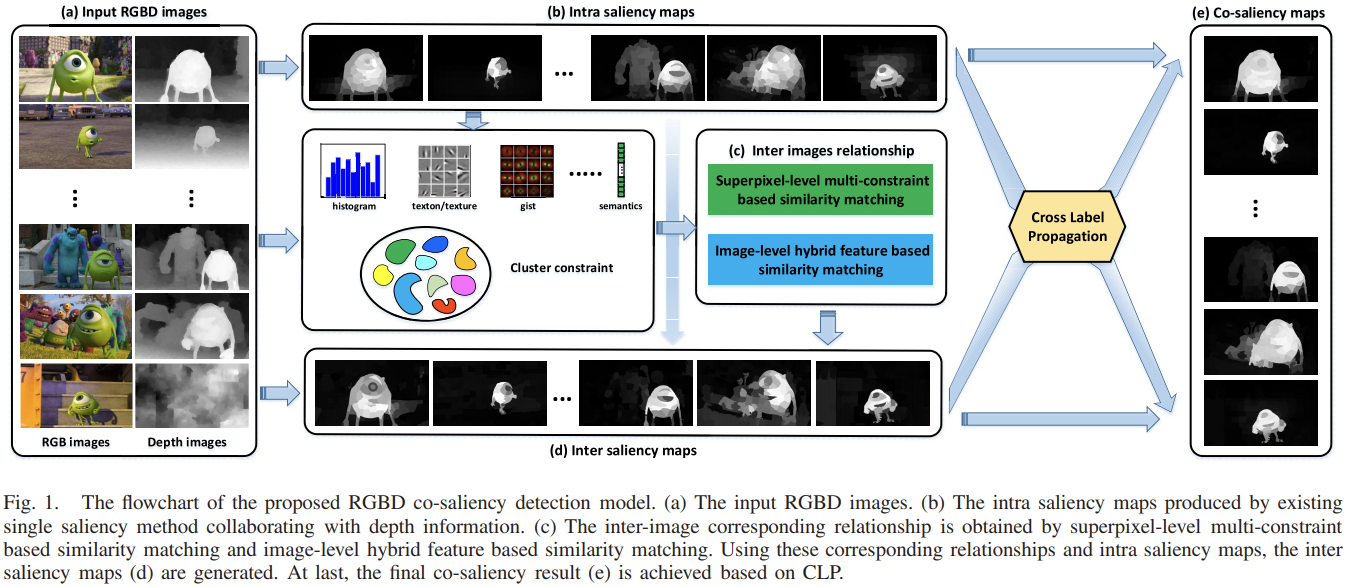 (a) Input RGBD images
(b) Intra saliency maps
(e) Co-saliency maps
histogram
texton/texture
gist
semantics
Cluster constraint
(c) Inter images relationship
Superpixel-level multi-constraint
based similarity matching
Image-level hybrid feature based
similarity matching
Cross Label
Propagation
RGB images
Depth images
(d) Inter saliency maps
Fig. 1. The flowchart of the proposed RGBD co-saliency detection model. (a) The input RGBD images. (b) The intra saliency maps produced by existing
single saliency method collaborating with depth information. (c) The inter-image corresponding relationship is obtained by superpixel-level multi-constraint
based similarity matching and image-level hybrid feature based similarity matching. Using these corresponding relationships and intra saliency maps, the inter
saliency maps (d) are generated. At last, the final co-saliency result (e) is achieved based on CLP.